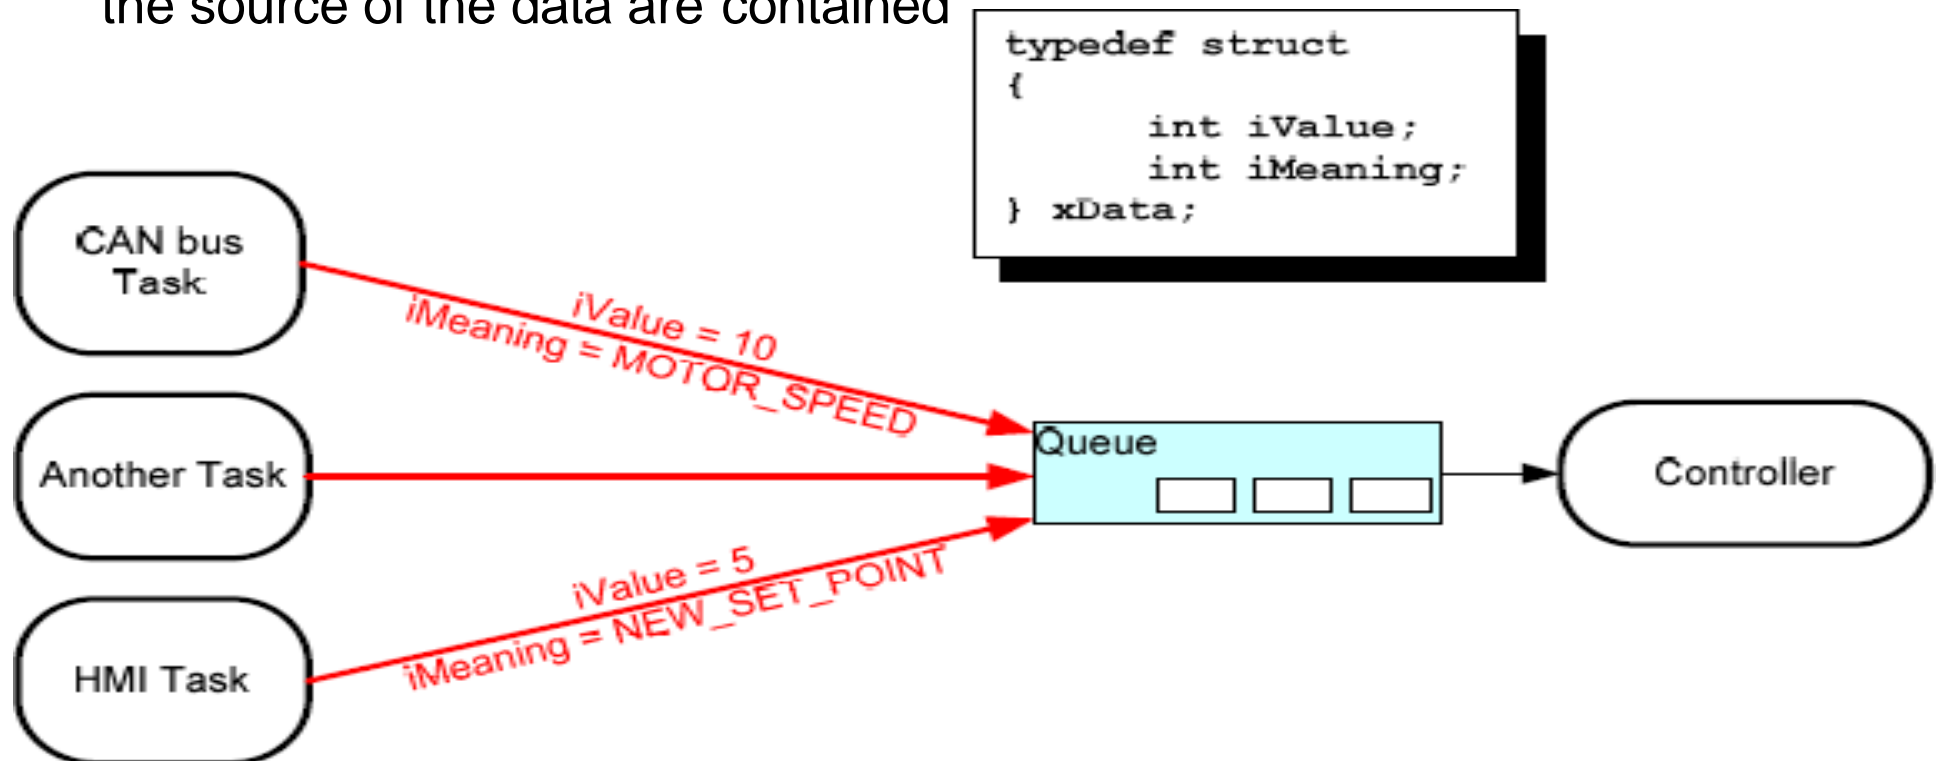 the source of the data are contained
typedef struct
{
int iValue;
int iMeaning;
} xData;
CAN bus
Task
iValue = 10
iMeaning = MOTOR_SPEED
Another Task
Queue
Controller
iValue = 5
iMeaning = NEW_SET_POINT
HMI Task